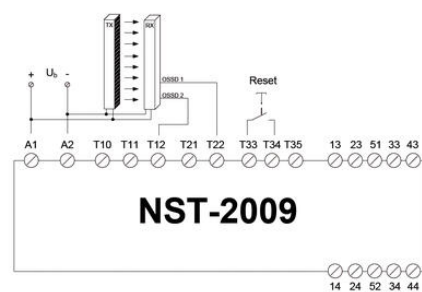 TX RX
+ Ub -
OSSD 1
OSSD 2
Reset
A1 A2 T10 T11 T12 T21 T22 T33 T34 T35 13 23 51 33 43
NST-2009
14 24 52 34 44